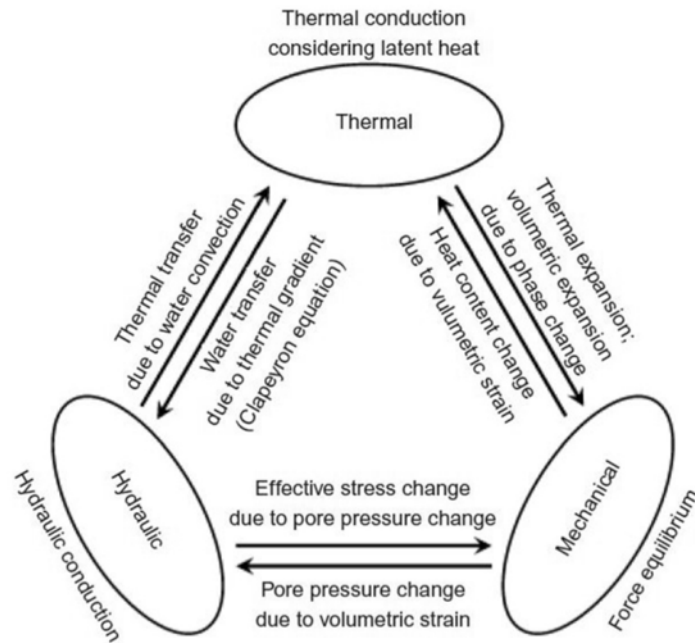 Thermal conduction
considering latent heat
Thermal
Thermal transfer
due to water convection
Water transfer
due to thermal gradient
(Clapeyron equation)
Thermal expansion;
volumetric expansion
due to phase change
Heat content change
due to vulumetric strain
Hydraulic
Hydraulic conduction
Effective stress change
due to pore pressure change
Pore pressure change
due to volumetric strain
Mechanical
Force equilibrium